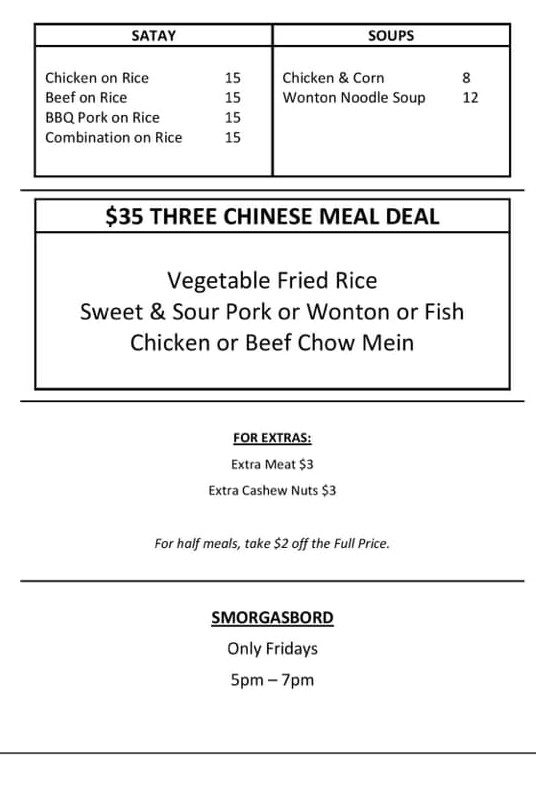 SATAY
Chicken on Rice 15
Beef on Rice 15
BBQ Pork on Rice 15
Combination on Rice 15
SOUPS
Chicken & Corn 8
Wonton Noodle Soup 12
$35 THREE CHINESE MEAL DEAL
Vegetable Fried Rice
Sweet & Sour Pork or Wonton or Fish
Chicken or Beef Chow Mein
FOR EXTRAS:
Extra Meat $3
Extra Cashew Nuts $3
For half meals, take $2 off the Full Price.
SMORGASBORD
Only Fridays
5pm – 7pm